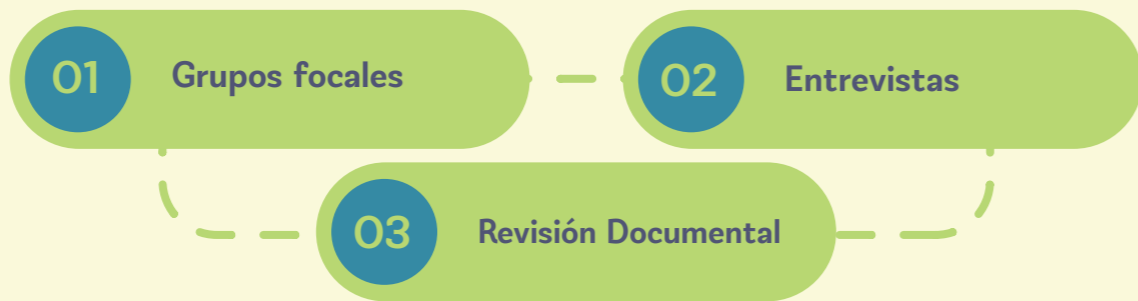 01
Grupos focales
02
Entrevistas
03
Revisión Documental